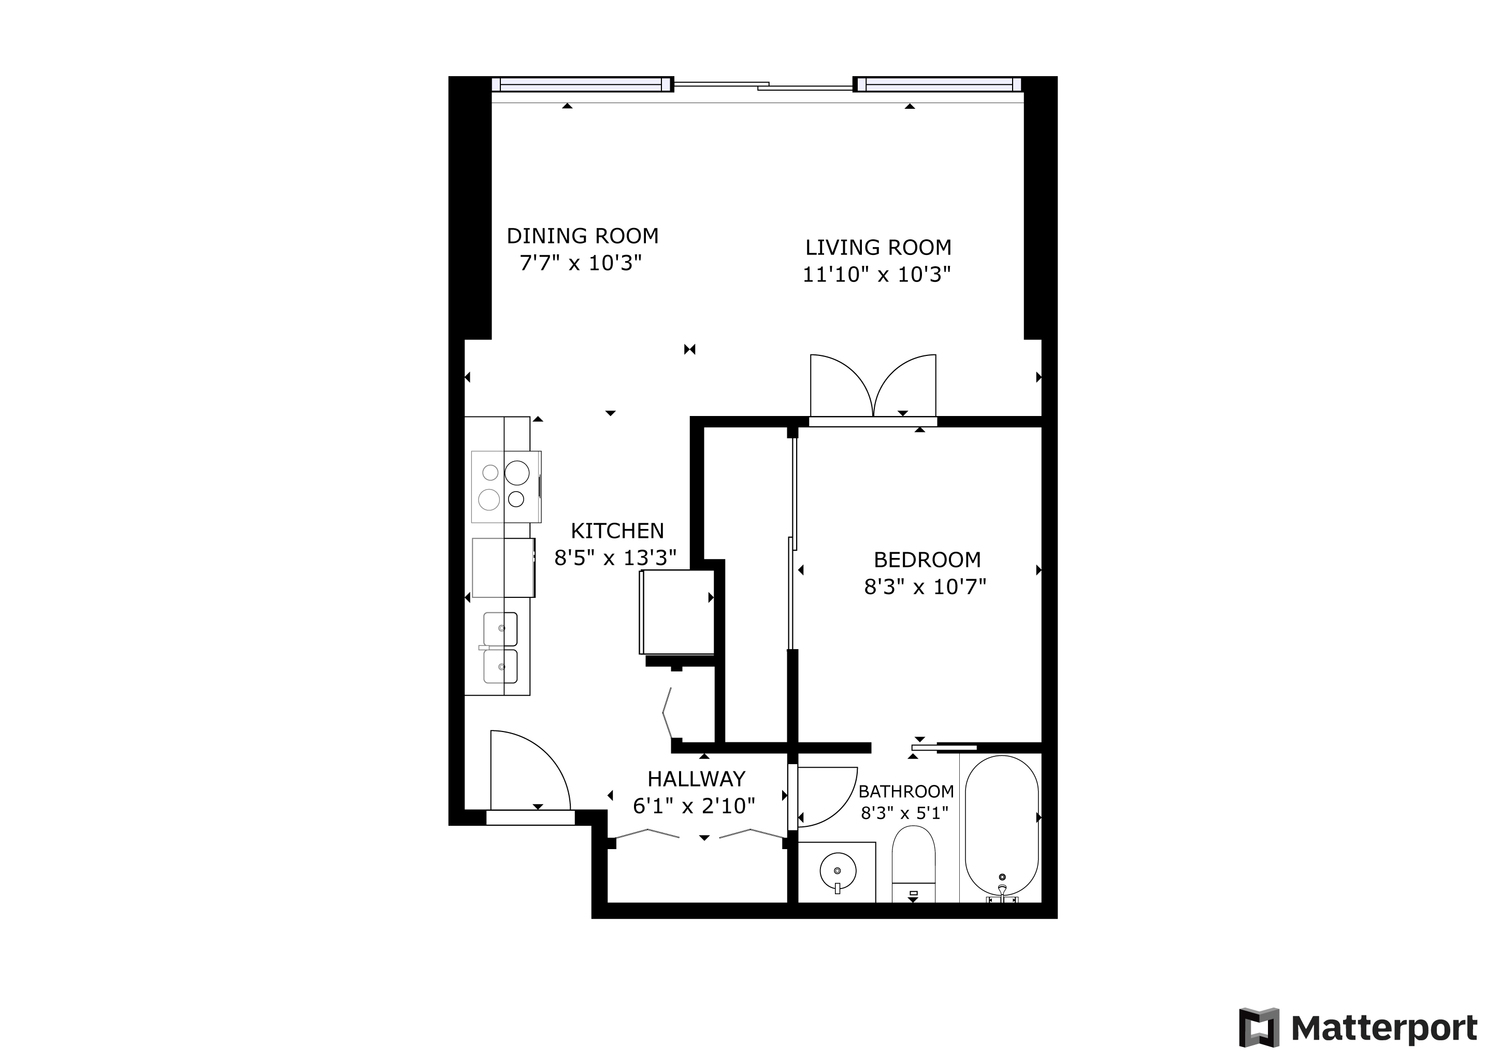 DINING ROOM
7'7" x 10'3"
LIVING ROOM
11'10" x 10'3"
KITCHEN
8'5" x 13'3"
BEDROOM
8'3" x 10'7"
HALLWAY
6'1" x 2'10"
BATHROOM
8'3" x 5'1"
Matterport